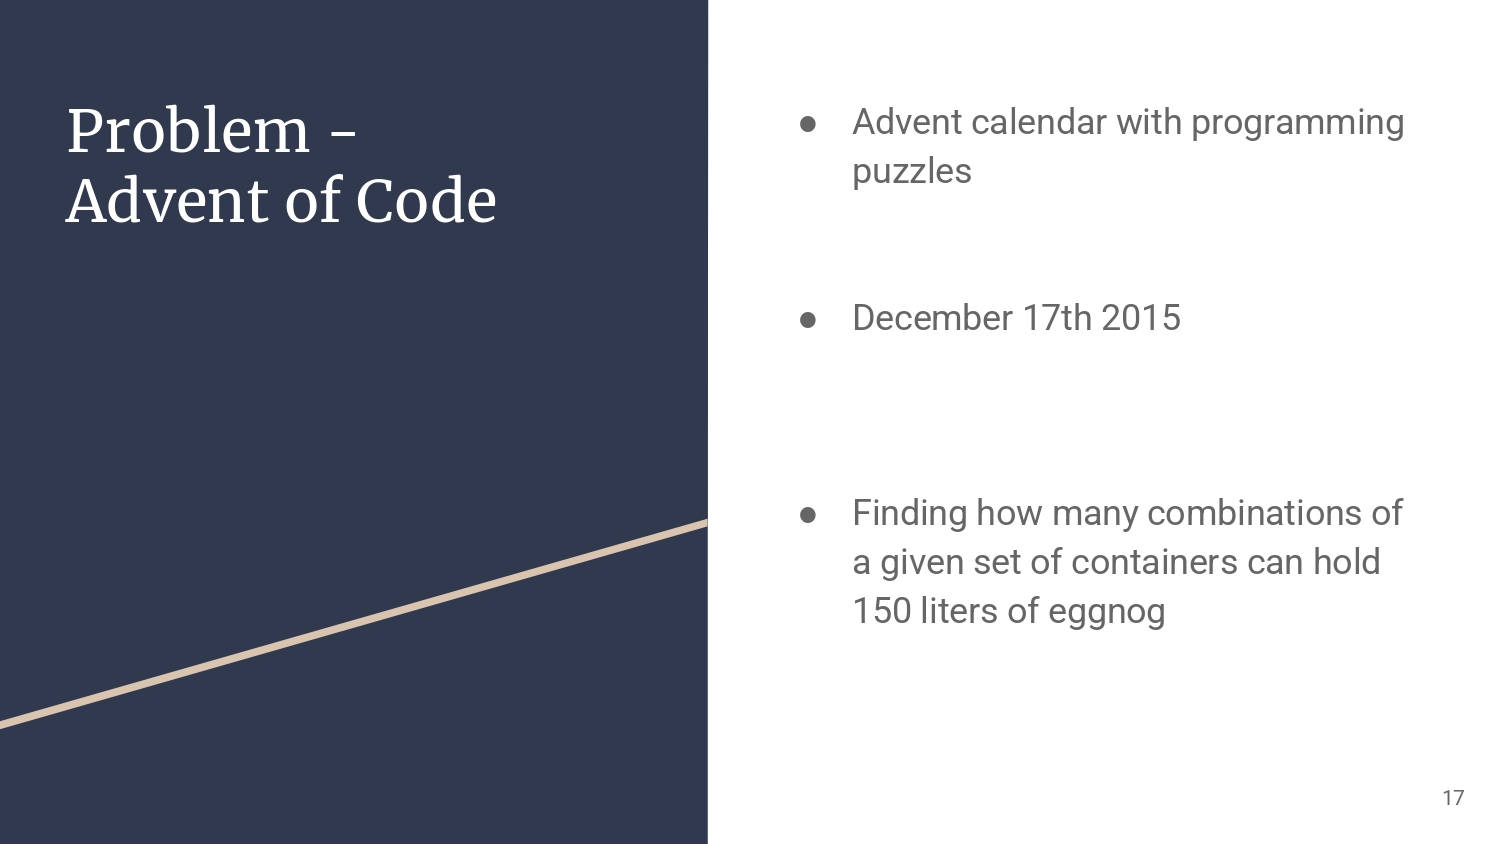 Problem -
Advent of Code
● Advent calendar with programming
puzzles
● December 17th 2015
● Finding how many combinations of
a given set of containers can hold
150 liters of eggnog
17